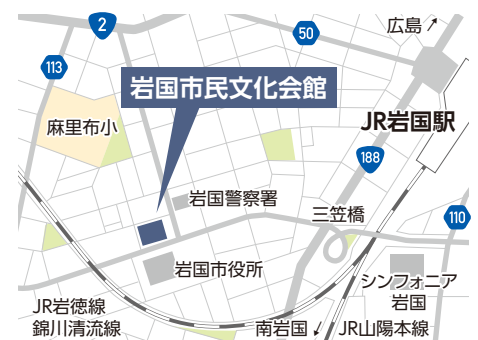 広島
2
50
113
岩国市民文化会館
麻里布小
JR岩国駅
188
岩国警察署
三笠橋
110
岩国市役所
シンフォニア
岩国
JR岩徳線
錦川清流線
南岩国
JR山陽本線